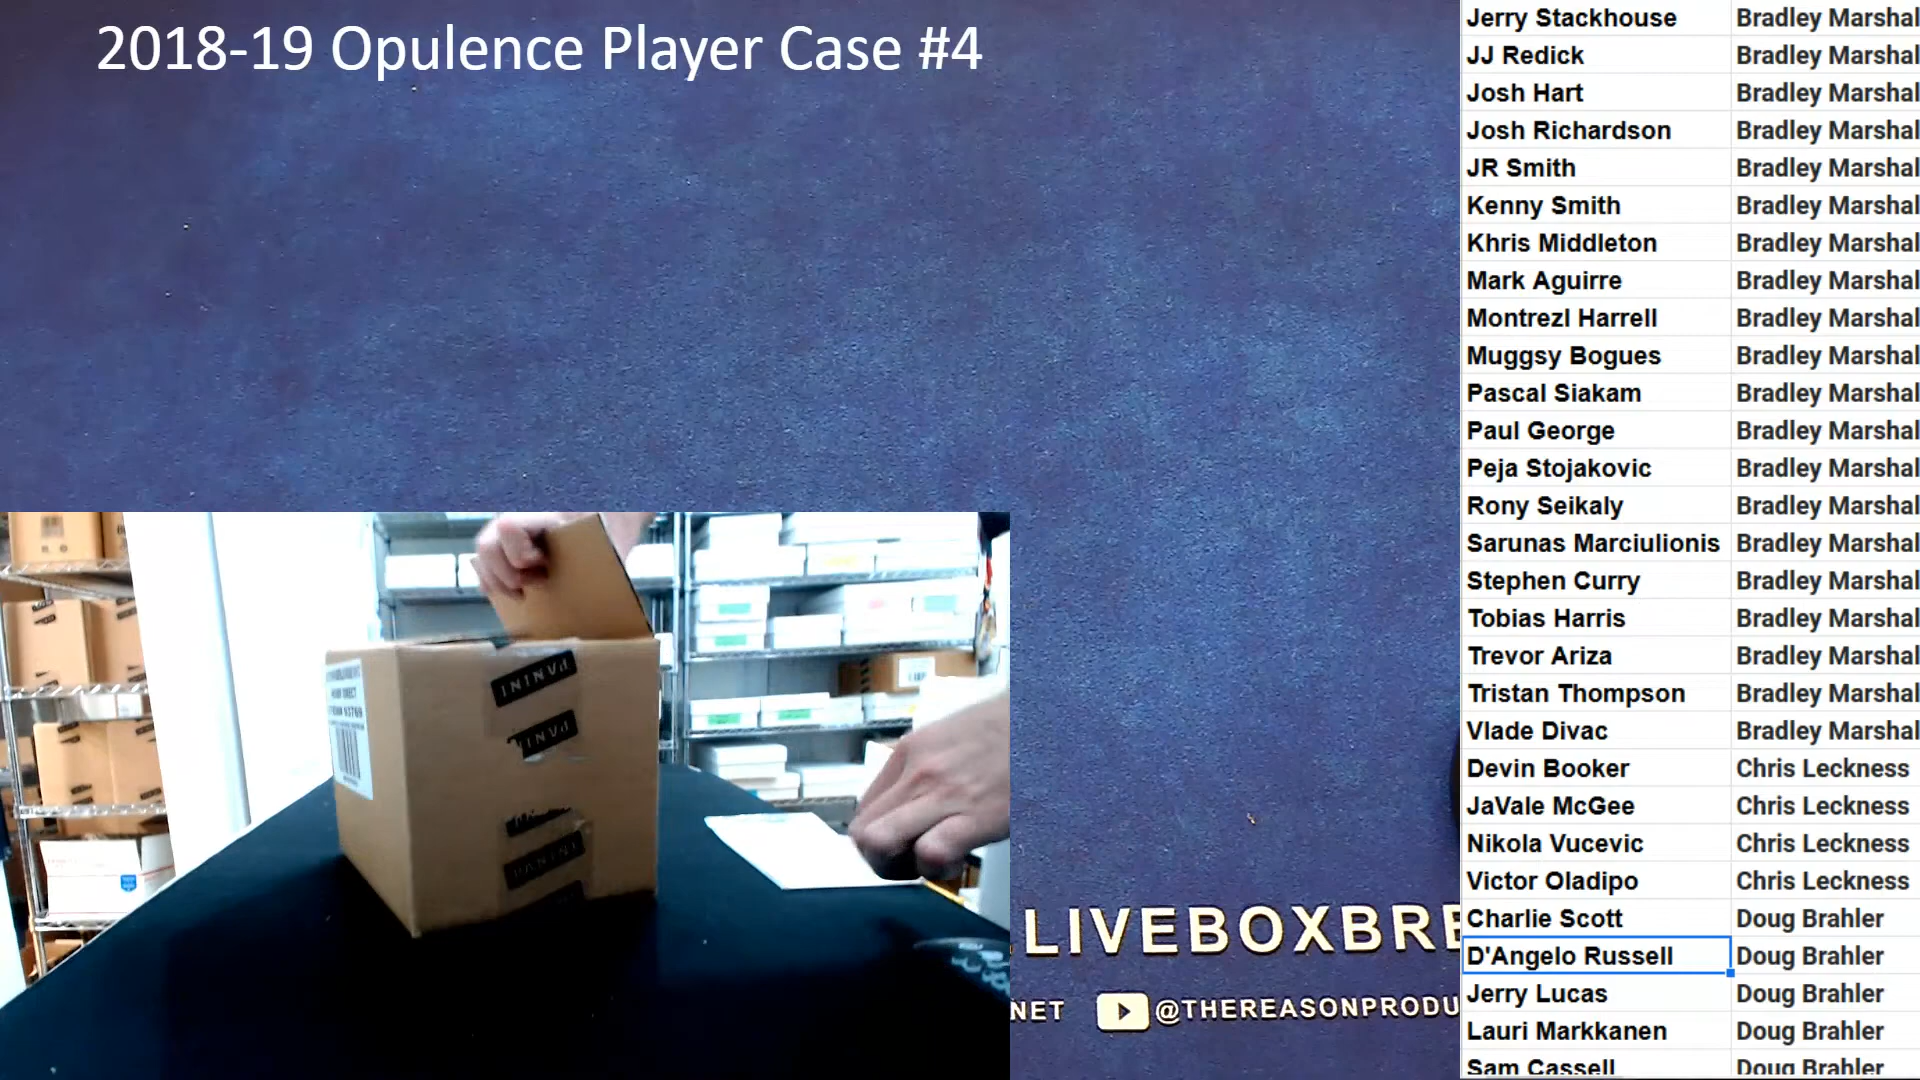 2018-19 Opulence Player Case #4
Jerry Stackhouse Bradley Marshal
JJ Redick Bradley Marshal
Josh Hart Bradley Marshal
Josh Richardson Bradley Marshal
JR Smith Bradley Marshal
Kenny Smith Bradley Marshal
Khris Middleton Bradley Marshal
Mark Aguirre Bradley Marshal
Montrezl Harrell Bradley Marshal
Muggsy Bogues Bradley Marshal
Pascal Siakam Bradley Marshal
Paul George Bradley Marshal
Peja Stojakovic Bradley Marshal
Rony Seikaly Bradley Marshal
Sarunas Marciulionis Bradley Marshal
Stephen Curry Bradley Marshal
Tobias Harris Bradley Marshal
Trevor Ariza Bradley Marshal
Tristan Thompson Bradley Marshal
Vlade Divac Bradley Marshal
Devin Booker Chris Leckness
JaVale McGee Chris Leckness
Nikola Vucevic Chris Leckness
Victor Oladipo Chris Leckness
Charlie Scott Doug Brahler
D'Angelo Russell Doug Brahler
Jerry Lucas Doug Brahler
Lauri Markkanen Doug Brahler
Sam Cassell Doug Brahler
PANINI
PANINI
PANINI
LIVEBOXBRE
NET @THEREASONPRODU